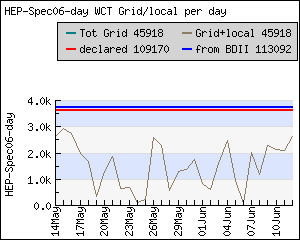 HEP-Spec06-day WCT Grid/local per day
Tot Grid 45918 Grid+local 45918
declared 109170 from BDII 113092
HEP-Spec06-day
4.0k
3.0k
2.0k
1.0k
0.0
14May 17May 20May 23May 26May 29May 01Jun 04Jun 07Jun 10Jun